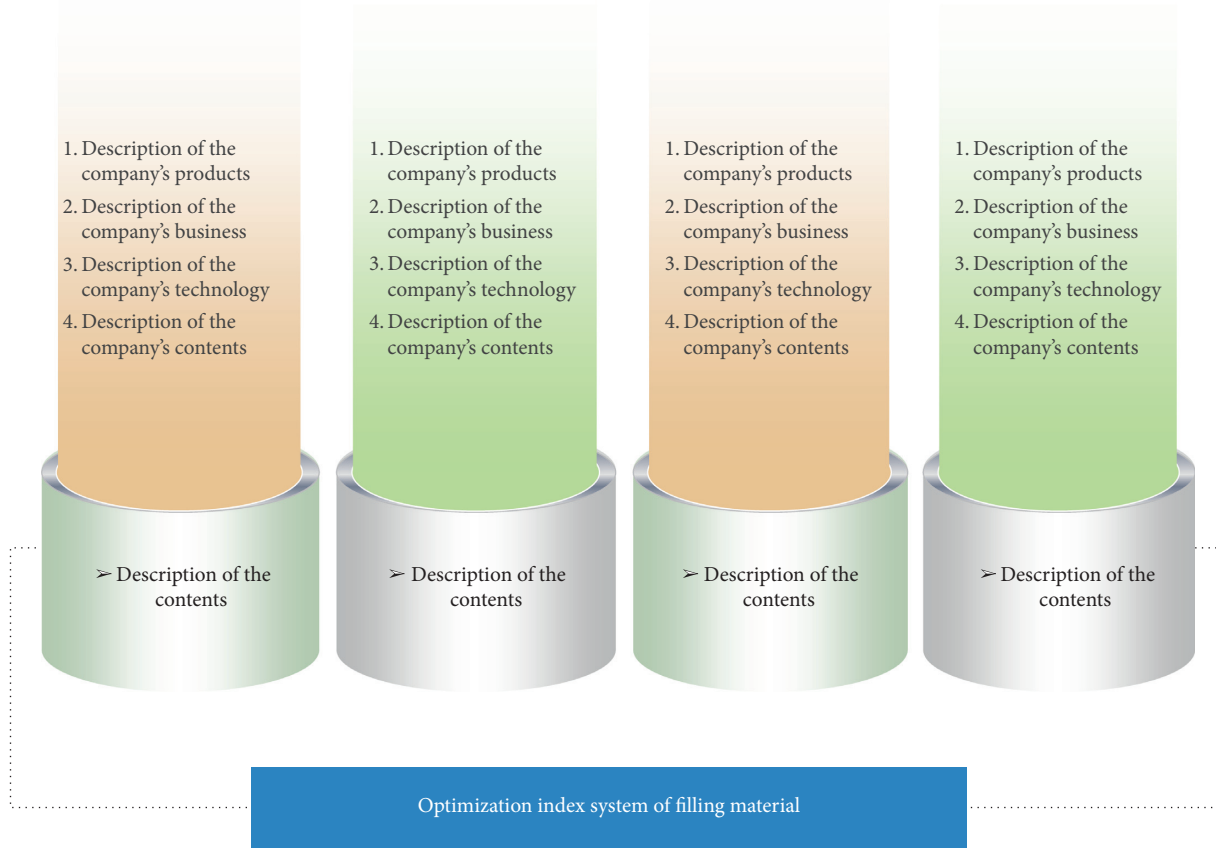 1. Description of the
company’s products
2. Description of the
company’s business
3. Description of the
company’s technology
4. Description of the
company’s contents
➢ Description of the
contents
1. Description of the
company’s products
2. Description of the
company’s business
3. Description of the
company’s technology
4. Description of the
company’s contents
➢ Description of the
contents
1. Description of the
company’s products
2. Description of the
company’s business
3. Description of the
company’s technology
4. Description of the
company’s contents
➢ Description of the
contents
1. Description of the
company’s products
2. Description of the
company’s business
3. Description of the
company’s technology
4. Description of the
company’s contents
➢ Description of the
contents
Optimization index system of filling material